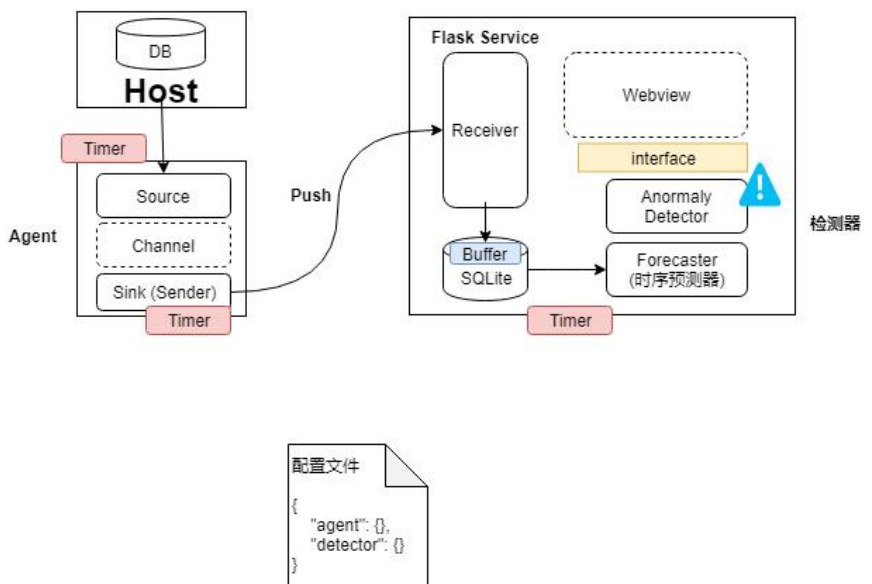 DB
Host
Timer
Source
Channel
Sink (Sender)
Timer
Agent
Push
Flask Service
Receiver
Webview
interface
Anormaly
Detector
Buffer
SQLite
Forecaster
(时序预测器)
Timer
检测器
配置文件
{
"agent": {},
"detector": {}
}